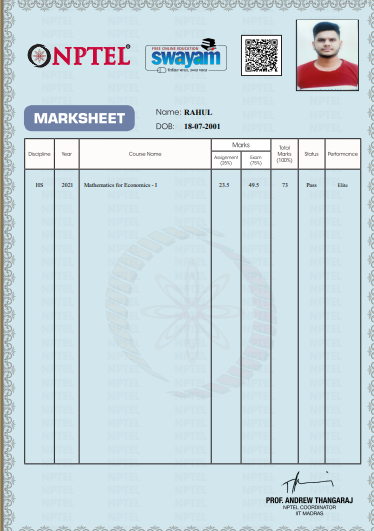 NPTEL®
FREE ONLINE EDUCATION
swayam
MARKSHEET
Name: RAHUL
DOB: 18-07-2001
Discipline
Year
Course Name
Marks
Assignment
(25%)
Exam
(75%)
Total
Marks
(100%)
Status
Performance
HS 2021 Mathematics for Economics - I 23.5 49.5 73 Pass Elite
PROF. ANDREW THANGARAJ
NPTEL COORDINATOR
IIT MADRAS